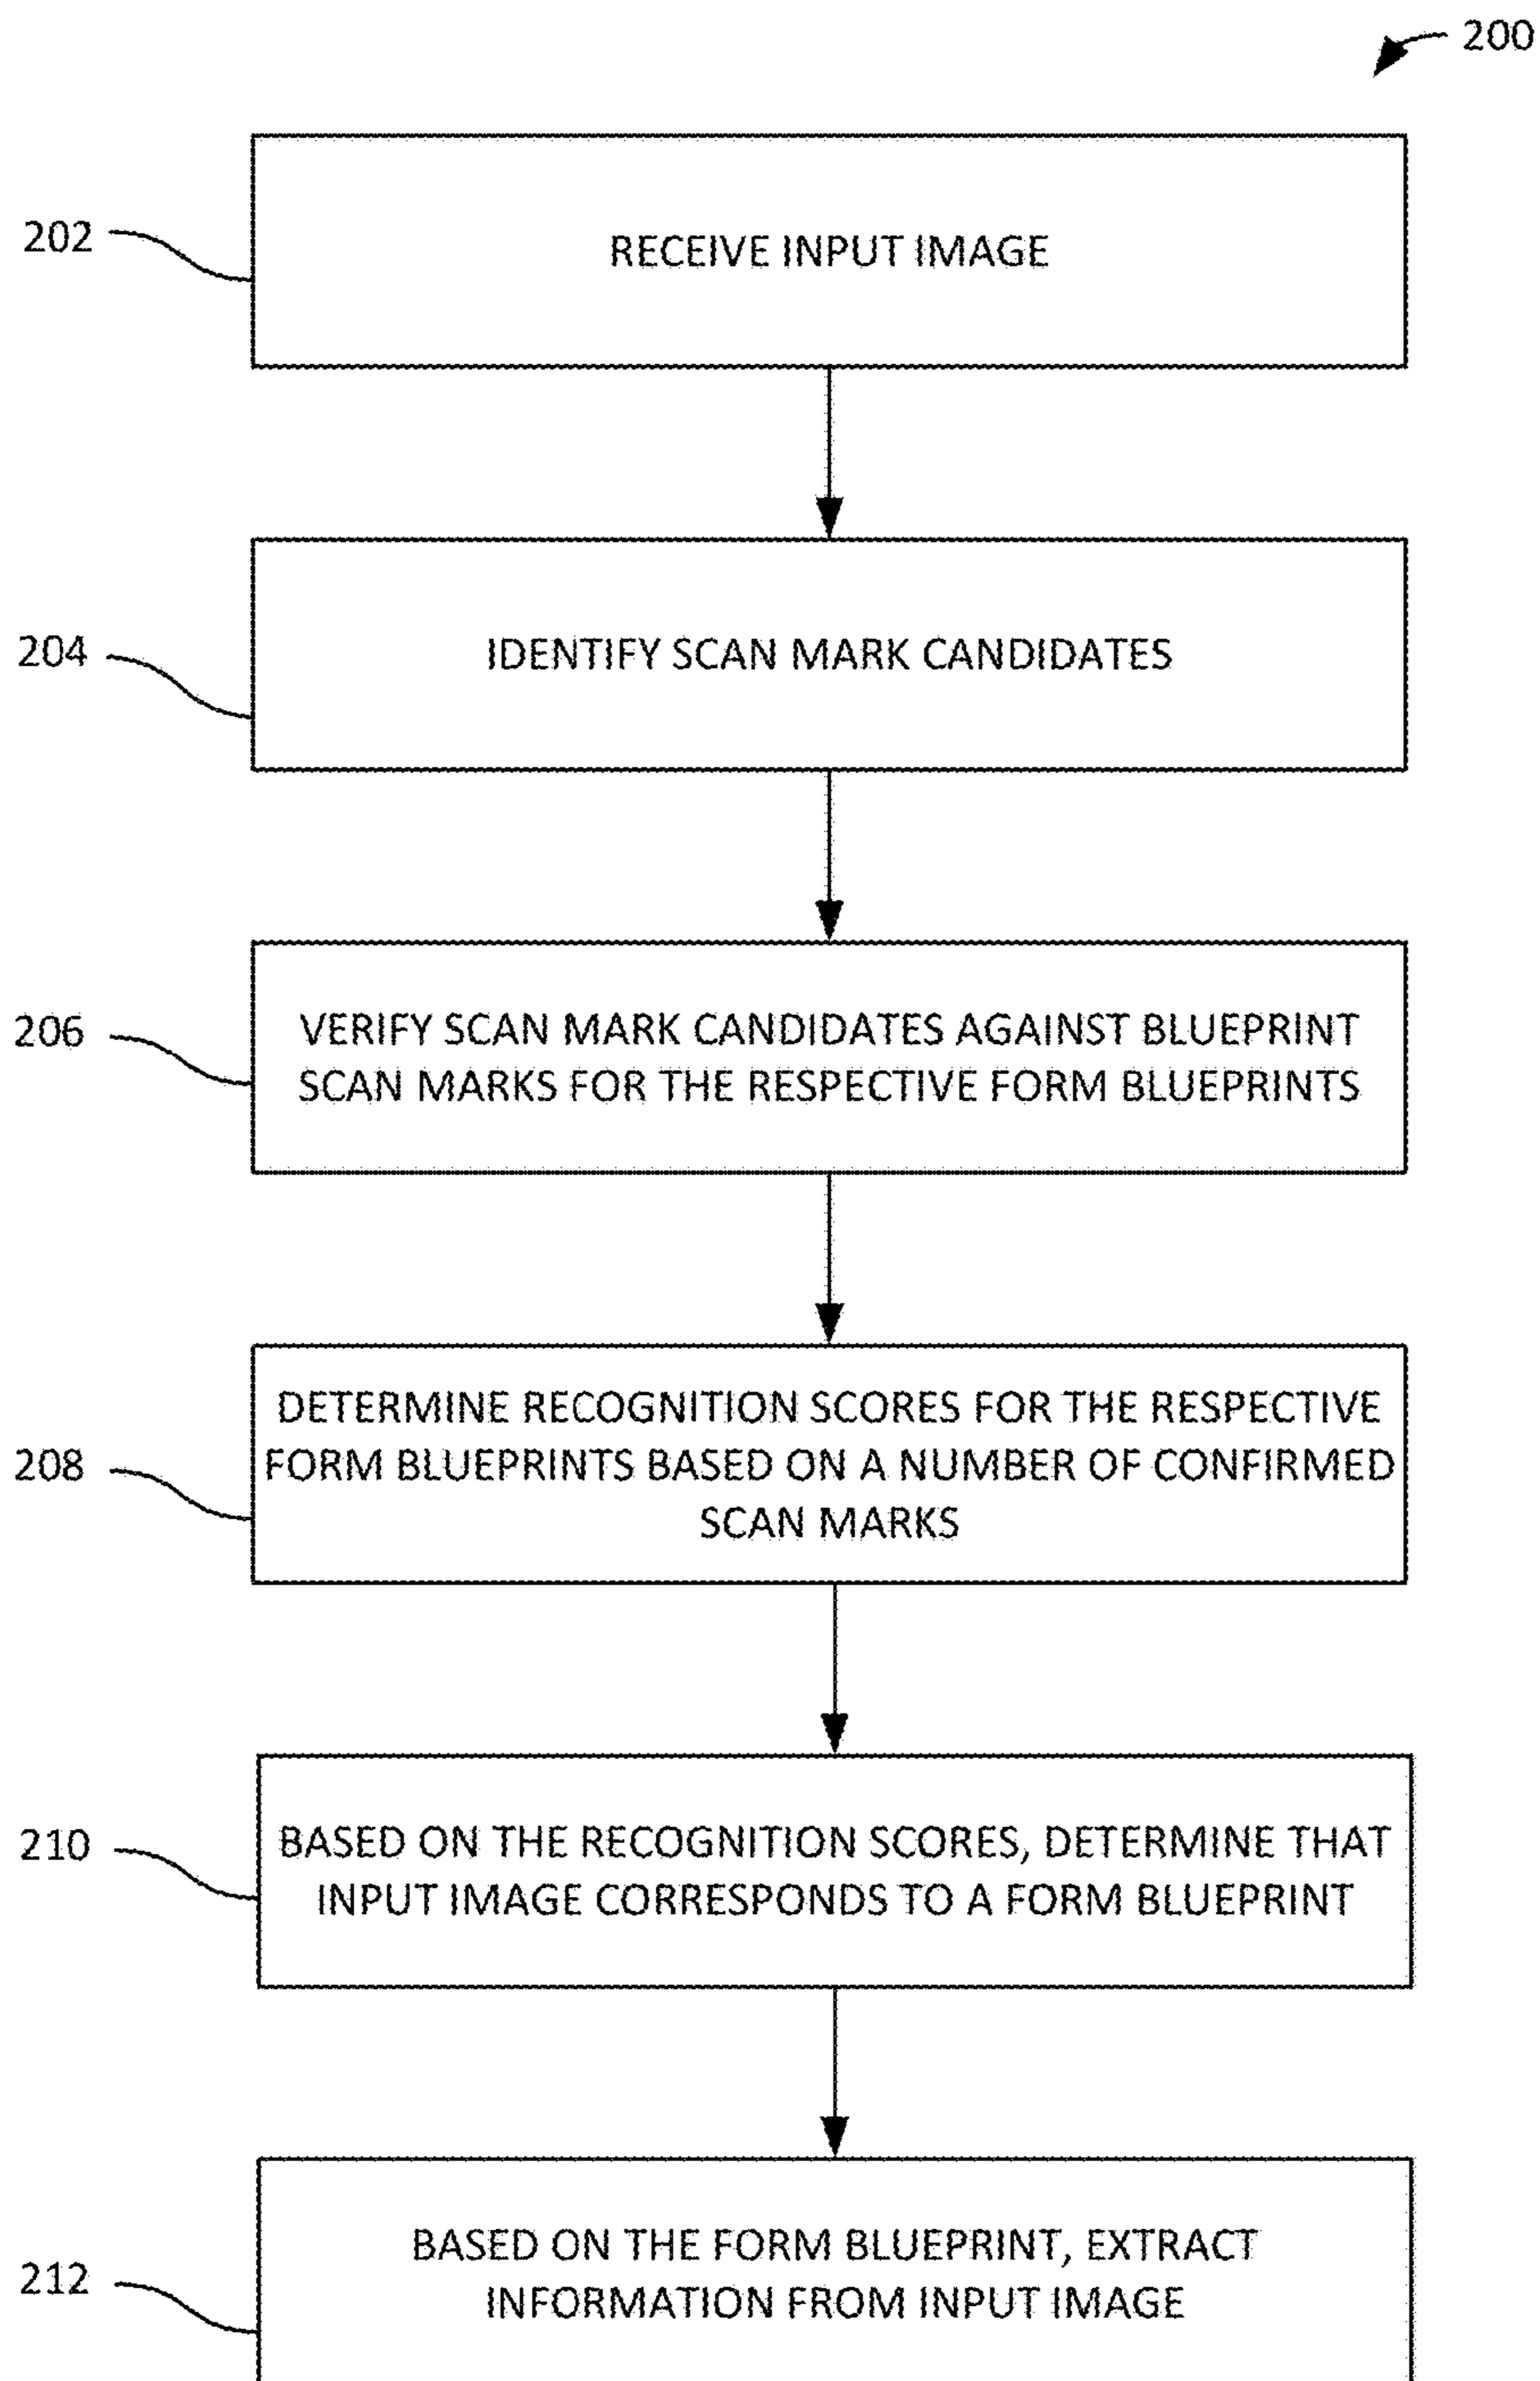 200
202
RECEIVE INPUT IMAGE
204
IDENTIFY SCAN MARK CANDIDATES
206
VERIFY SCAN MARK CANDIDATES AGAINST BLUEPRINT
SCAN MARKS FOR THE RESPECTIVE FORM BLUEPRINTS
208
DETERMINE RECOGNITION SCORES FOR THE RESPECTIVE
FORM BLUEPRINTS BASED ON A NUMBER OF CONFIRMED
SCAN MARKS
210
BASED ON THE RECOGNITION SCORES, DETERMINE THAT
INPUT IMAGE CORRESPONDS TO A FORM BLUEPRINT
212
BASED ON THE FORM BLUEPRINT, EXTRACT
INFORMATION FROM INPUT IMAGE